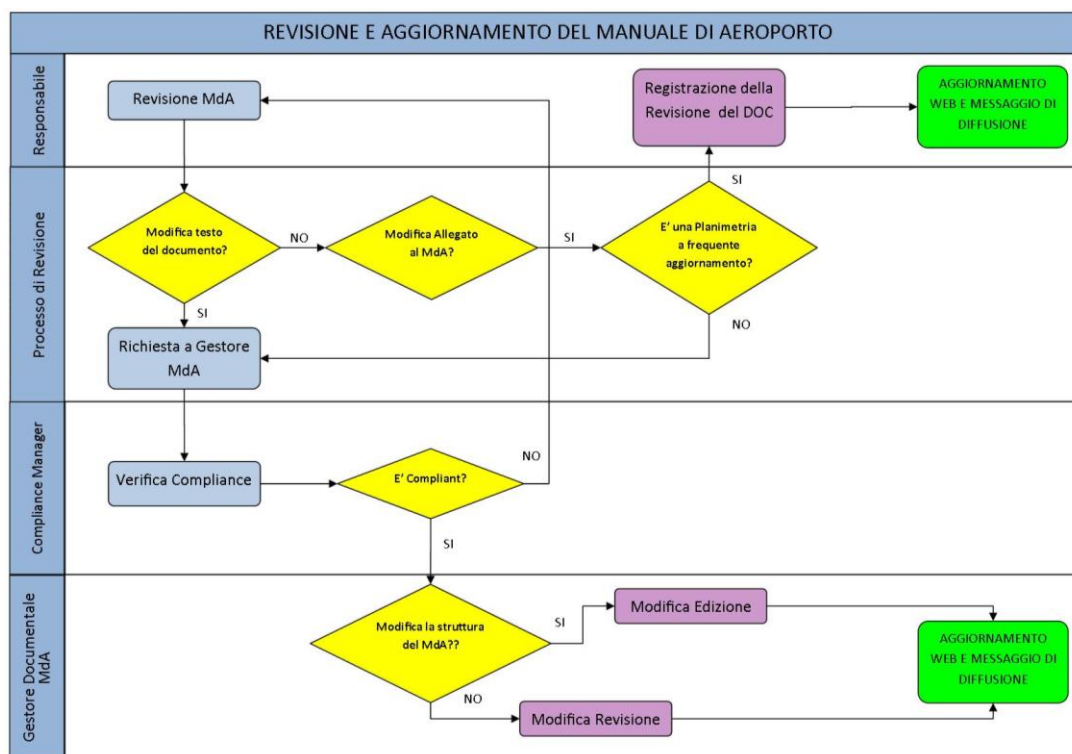 REVISIONE E AGGIORNAMENTO DEL MANUALE DI AEROPORTO
Responsabile
Revisione MdA
Registrazione della
Revisione del DOC
AGGIORNAMENTO
WEB E MESSAGGIO DI
DIFFUSIONE
Processo di Revisione
SI
Modifica testo
del documento?
NO
Modifica Allegato
al MdA?
SI
E' una Planimetria
a frequente
aggiornamento?
SI
NO
Richiesta a Gestore
MdA
Compliance Manager
Verifica Compliance
E' Compliant?
NO
SI
Gestore Documentale
MdA
Modifica la struttura
del MdA??
SI
Modifica Edizione
NO
Modifica Revisione
AGGIORNAMENTO
WEB E MESSAGGIO DI
DIFFUSIONE